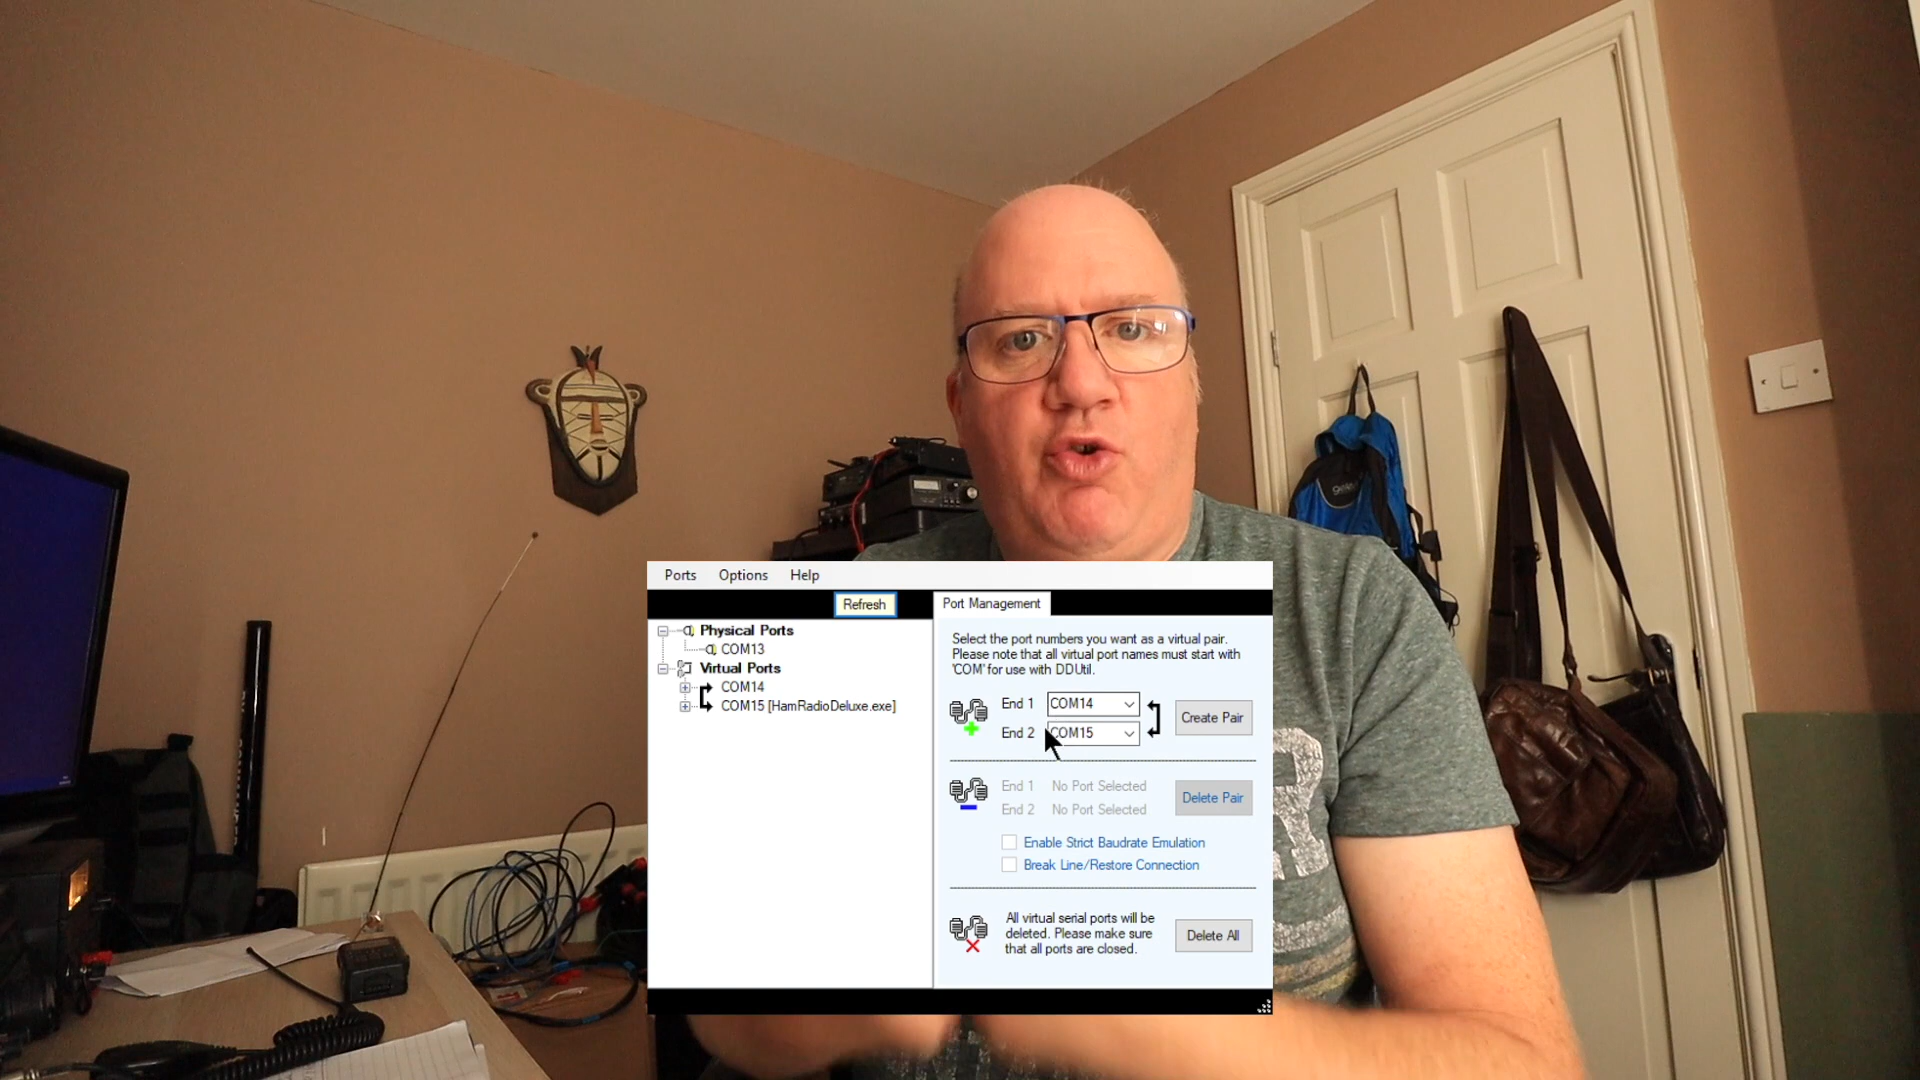 Ports Options Help
Refresh
Port Management
Physical Ports
COM13
Virtual Ports
COM14
COM15 [HamRadioDeluxe.exe]
Select the port numbers you want as a virtual pair.
Please note that all virtual port names must start with
'COM' for use with DDUtil.
End 1 COM14
End 2 COM15
Create Pair
End 1 No Port Selected
End 2 No Port Selected
Delete Pair
Enable Strict Baudrate Emulation
Break Line/Restore Connection
All virtual serial ports will be
deleted. Please make sure
that all ports are closed.
Delete All